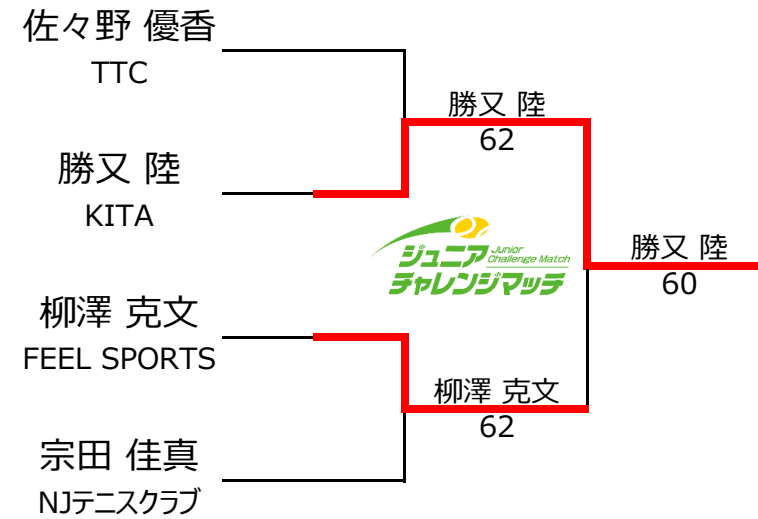 佐々野 優香
TTC
勝又 陸
62
勝又 陸
KITA
ジュニア Junior Challenge Match
チャレンジマッチ
勝又 陸
60
柳澤 克文
FEEL SPORTS
柳澤 克文
62
宗田 佳真
NJテニスクラブ